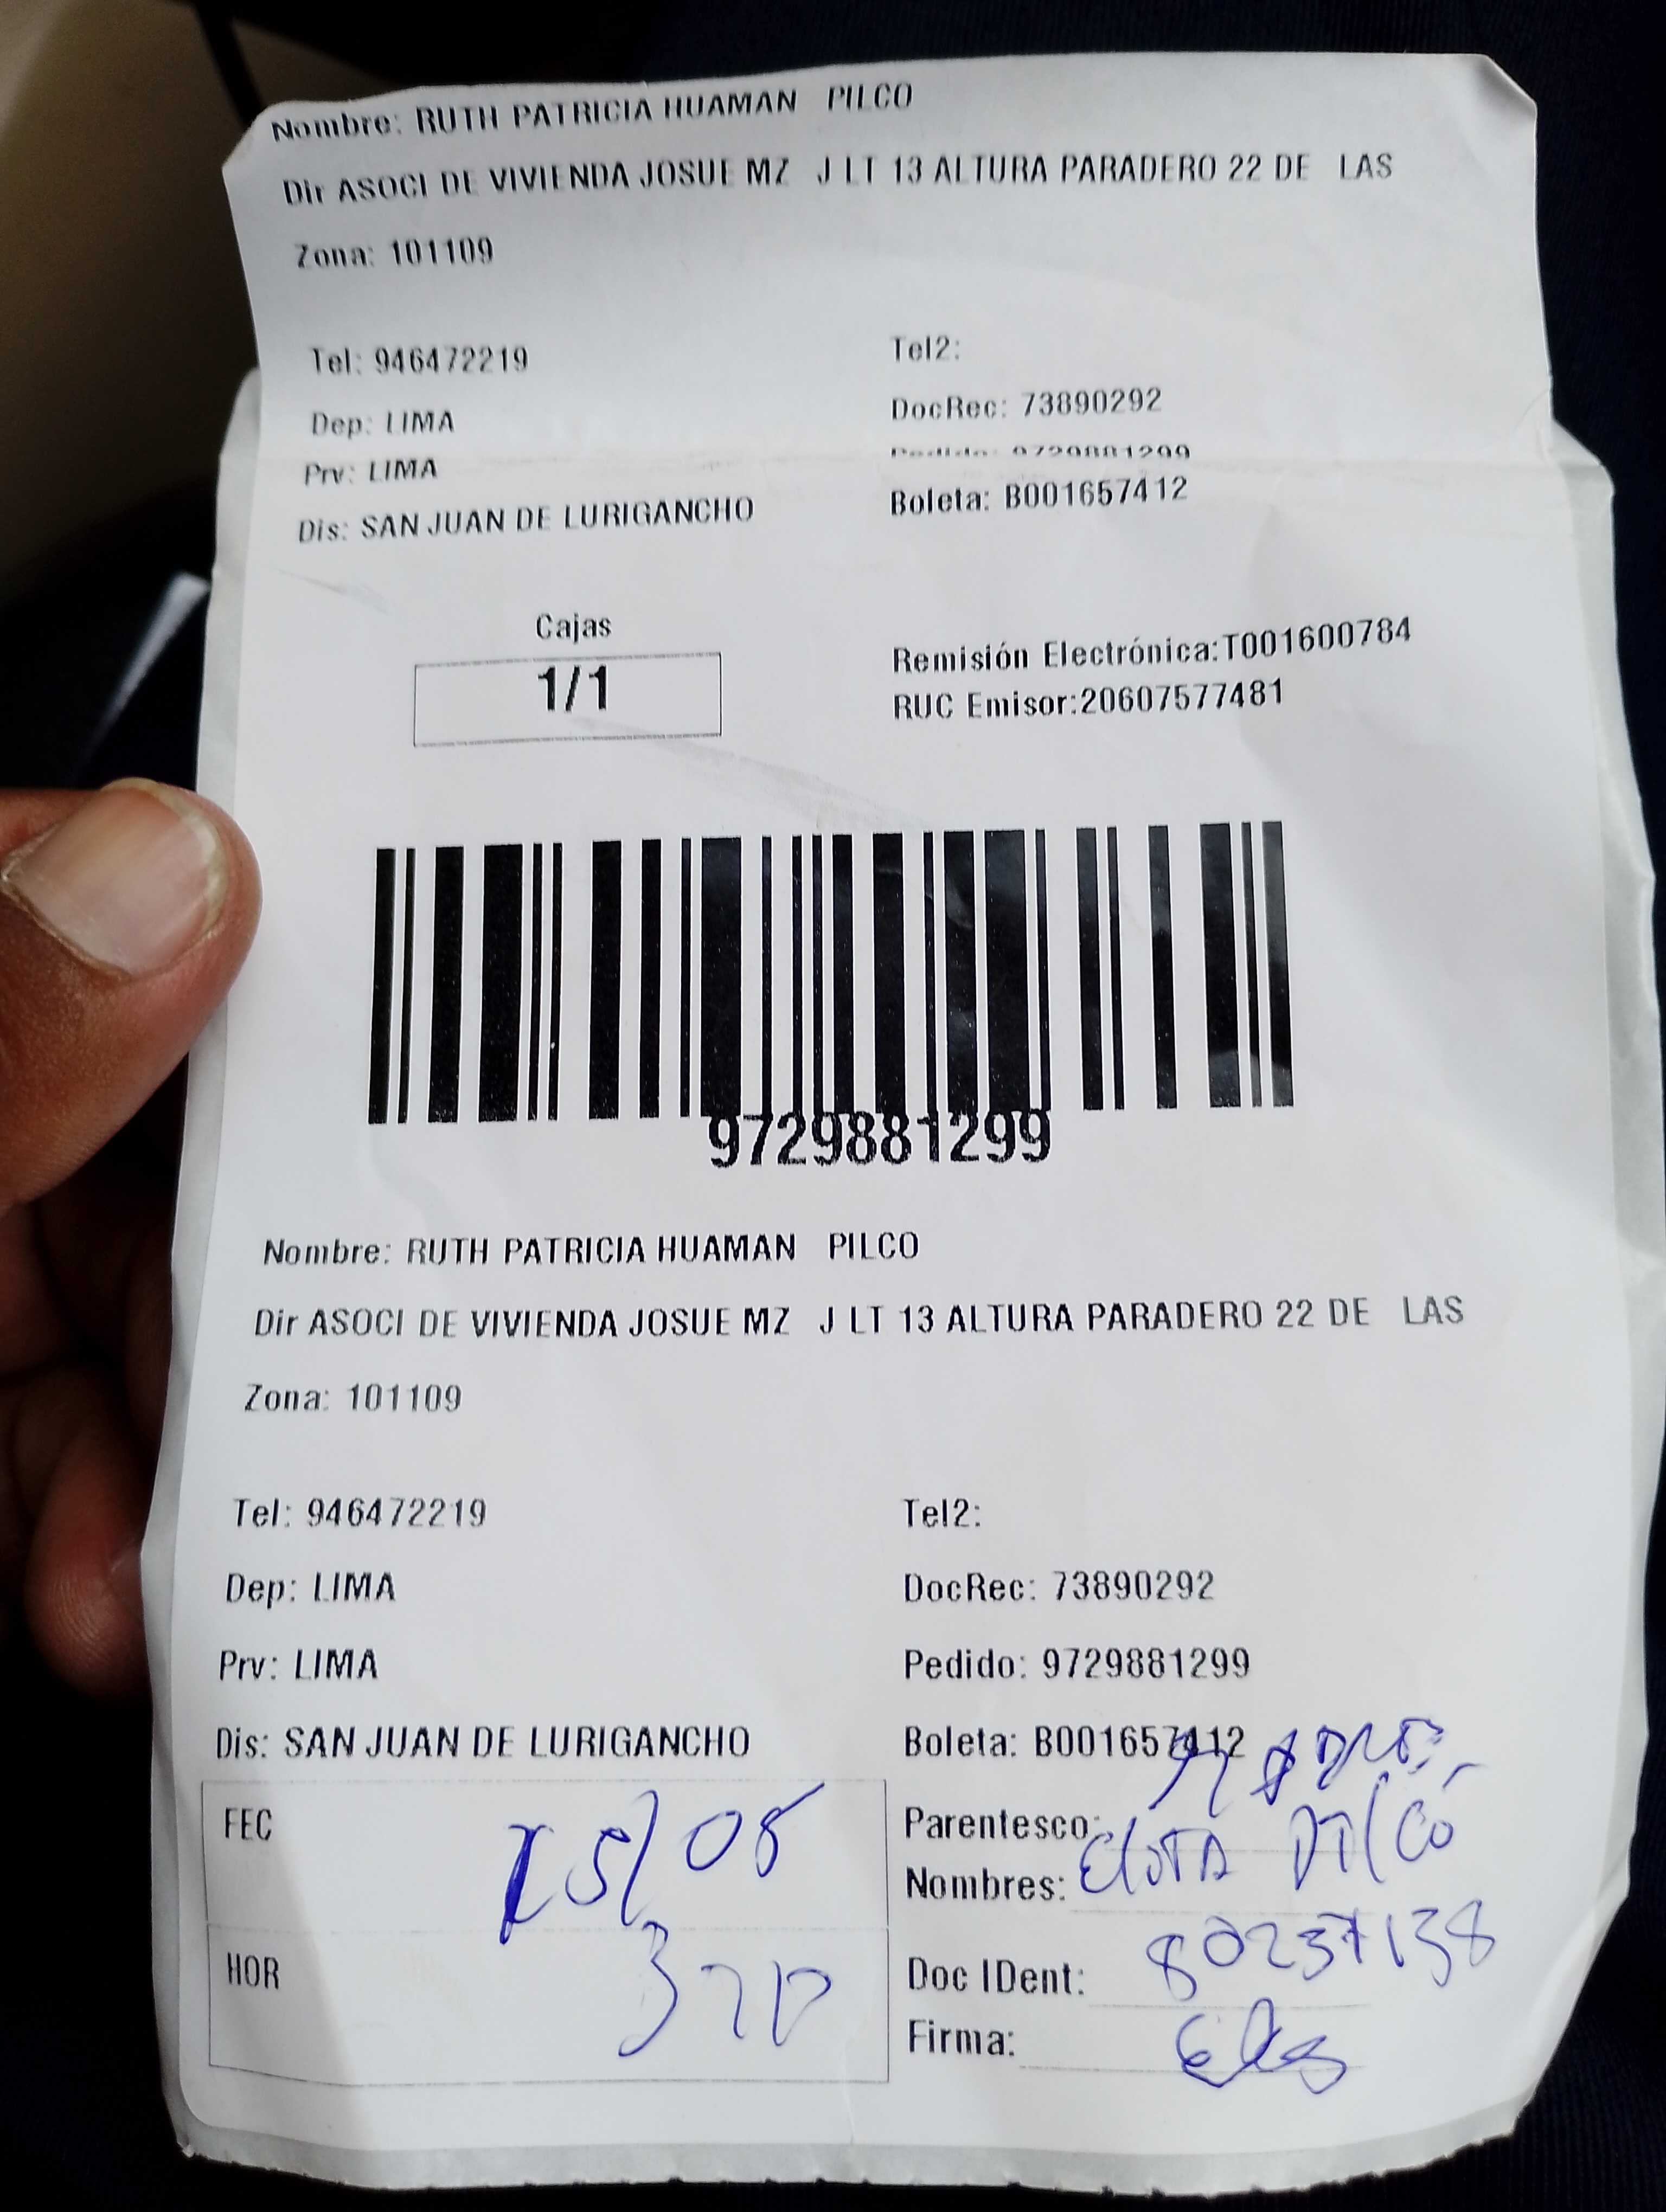 Nombre: RUTH PATRICIA HUAMAN PILCO
Dir ASOCI DE VIVIENDA JOSUE MZ J LT 13 ALTURA PARADERO 22 DE LAS
Zona: 101109
Tel: 946472219 Tel2:
Dep: LIMA DocRec: 73890292
Prv: LIMA Pedido: 9729881299
Dis: SAN JUAN DE LURIGANCHO Boleta: B001657412
Cajas
1/1
Remisión Electrónica:T001600784
RUC Emisor:20607577481
9729881299
Nombre: RUTH PATRICIA HUAMAN PILCO
Dir ASOCI DE VIVIENDA JOSUE MZ J LT 13 ALTURA PARADERO 22 DE LAS
Zona: 101109
Tel: 946472219 Tel2:
Dep: LIMA DocRec: 73890292
Prv: LIMA Pedido: 9729881299
Dis: SAN JUAN DE LURIGANCHO Boleta: B001657412
FEC
Parentesco: MADRE
Nombres: PILCO
HOR
Doc IDent: 80237138
Firma: